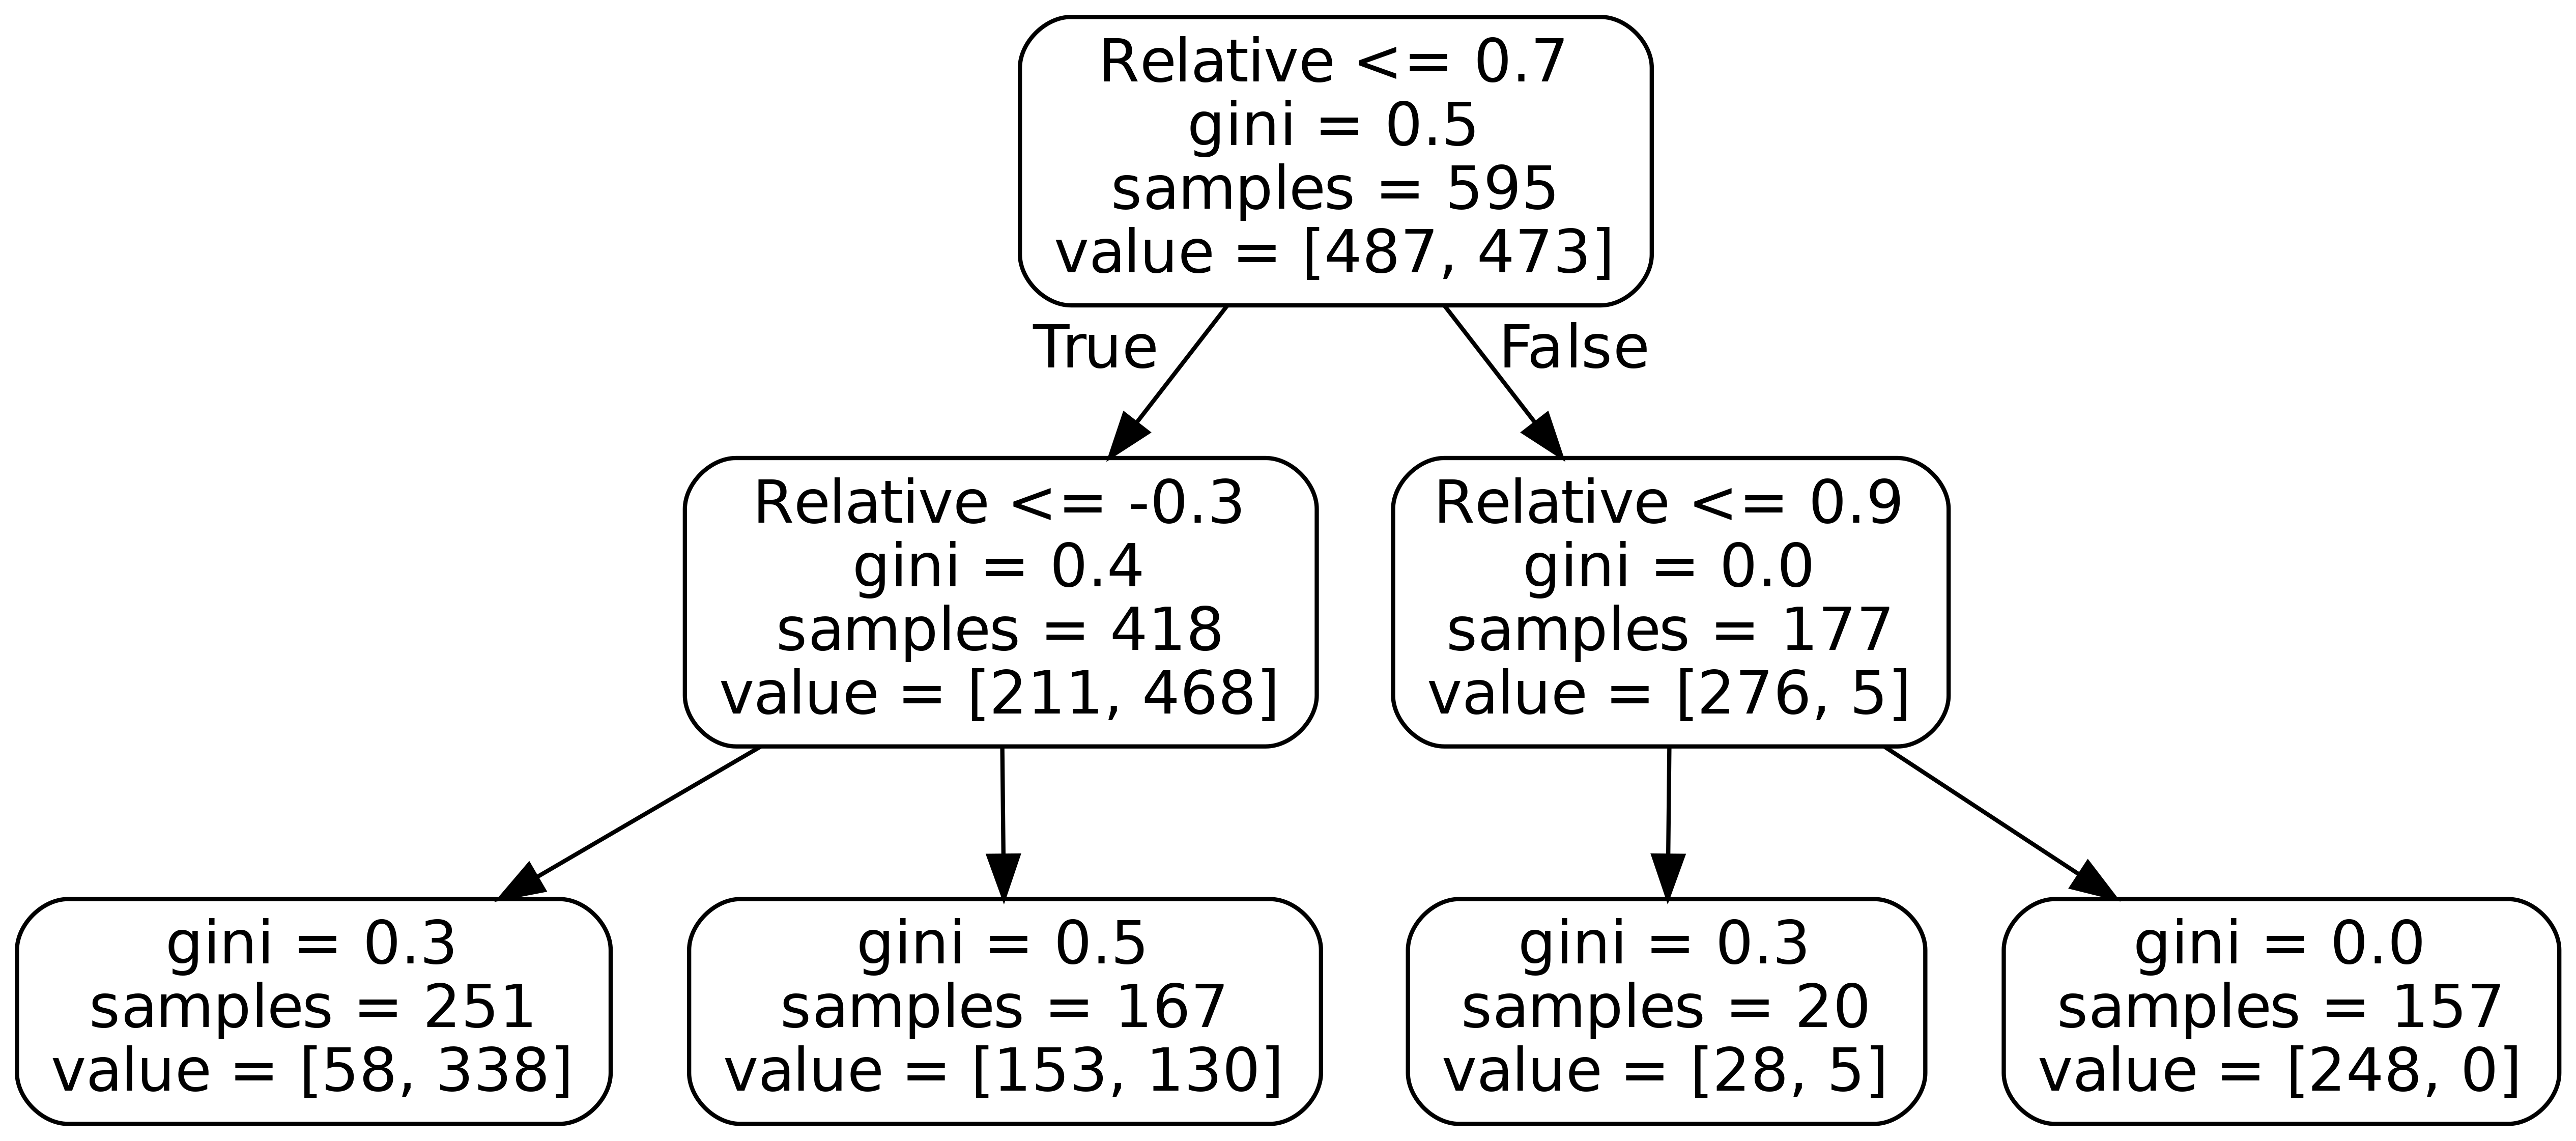 Relative <= 0.7
gini = 0.5
samples = 595
value = [487, 473]
True
False
Relative <= -0.3
gini = 0.4
samples = 418
value = [211, 468]
Relative <= 0.9
gini = 0.0
samples = 177
value = [276, 5]
gini = 0.3
samples = 251
value = [58, 338]
gini = 0.5
samples = 167
value = [153, 130]
gini = 0.3
samples = 20
value = [28, 5]
gini = 0.0
samples = 157
value = [248, 0]